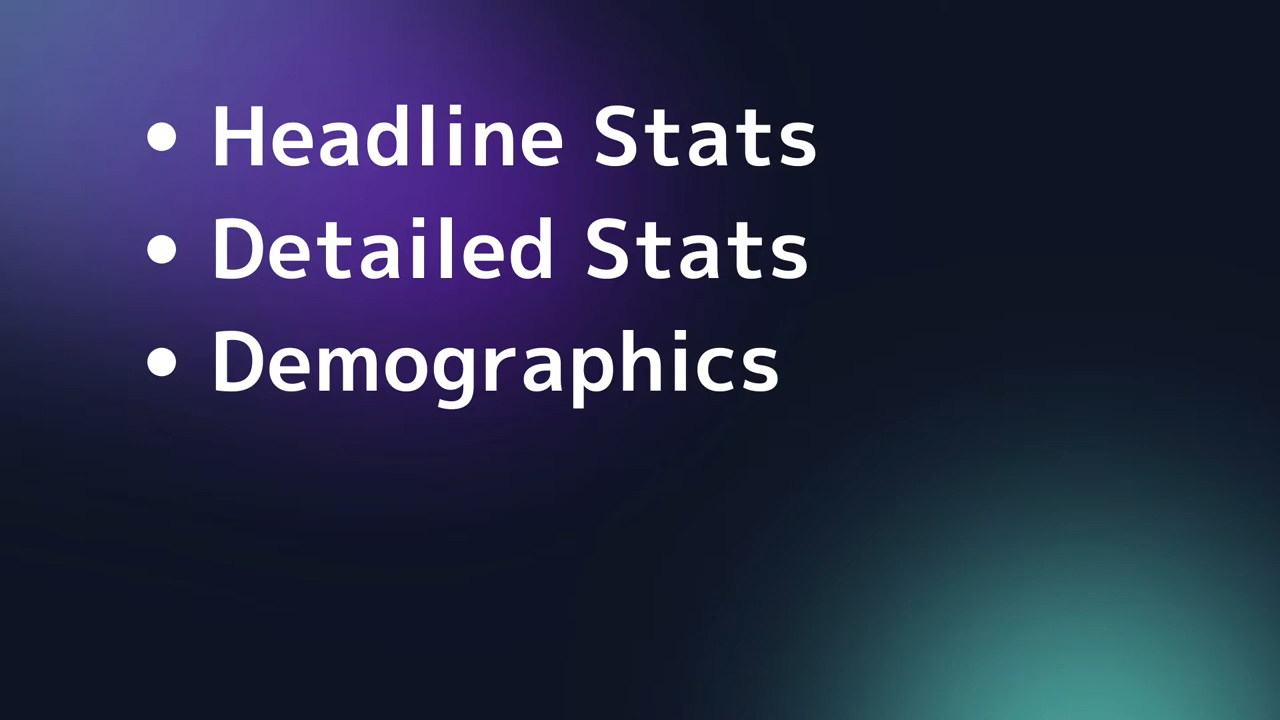 • Headline Stats
• Detailed Stats
• Demographics